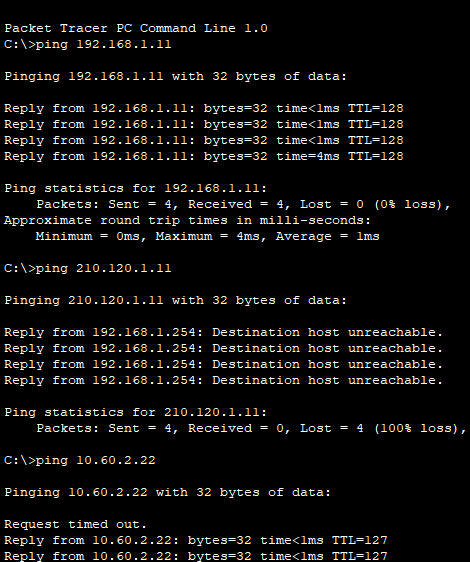 Packet Tracer PC Command Line 1.0
C:\>ping 192.168.1.11
Pinging 192.168.1.11 with 32 bytes of data:
Reply from 192.168.1.11: bytes=32 time<1ms TTL=128
Reply from 192.168.1.11: bytes=32 time<1ms TTL=128
Reply from 192.168.1.11: bytes=32 time<1ms TTL=128
Reply from 192.168.1.11: bytes=32 time=4ms TTL=128
Ping statistics for 192.168.1.11:
Packets: Sent = 4, Received = 4, Lost = 0 (0% loss),
Approximate round trip times in milli-seconds:
Minimum = 0ms, Maximum = 4ms, Average = 1ms
C:\>ping 210.120.1.11
Pinging 210.120.1.11 with 32 bytes of data:
Reply from 192.168.1.254: Destination host unreachable.
Reply from 192.168.1.254: Destination host unreachable.
Reply from 192.168.1.254: Destination host unreachable.
Reply from 192.168.1.254: Destination host unreachable.
Ping statistics for 210.120.1.11:
Packets: Sent = 4, Received = 0, Lost = 4 (100% loss),
C:\>ping 10.60.2.22
Pinging 10.60.2.22 with 32 bytes of data:
Request timed out.
Reply from 10.60.2.22: bytes=32 time<1ms TTL=127
Reply from 10.60.2.22: bytes=32 time<1ms TTL=127